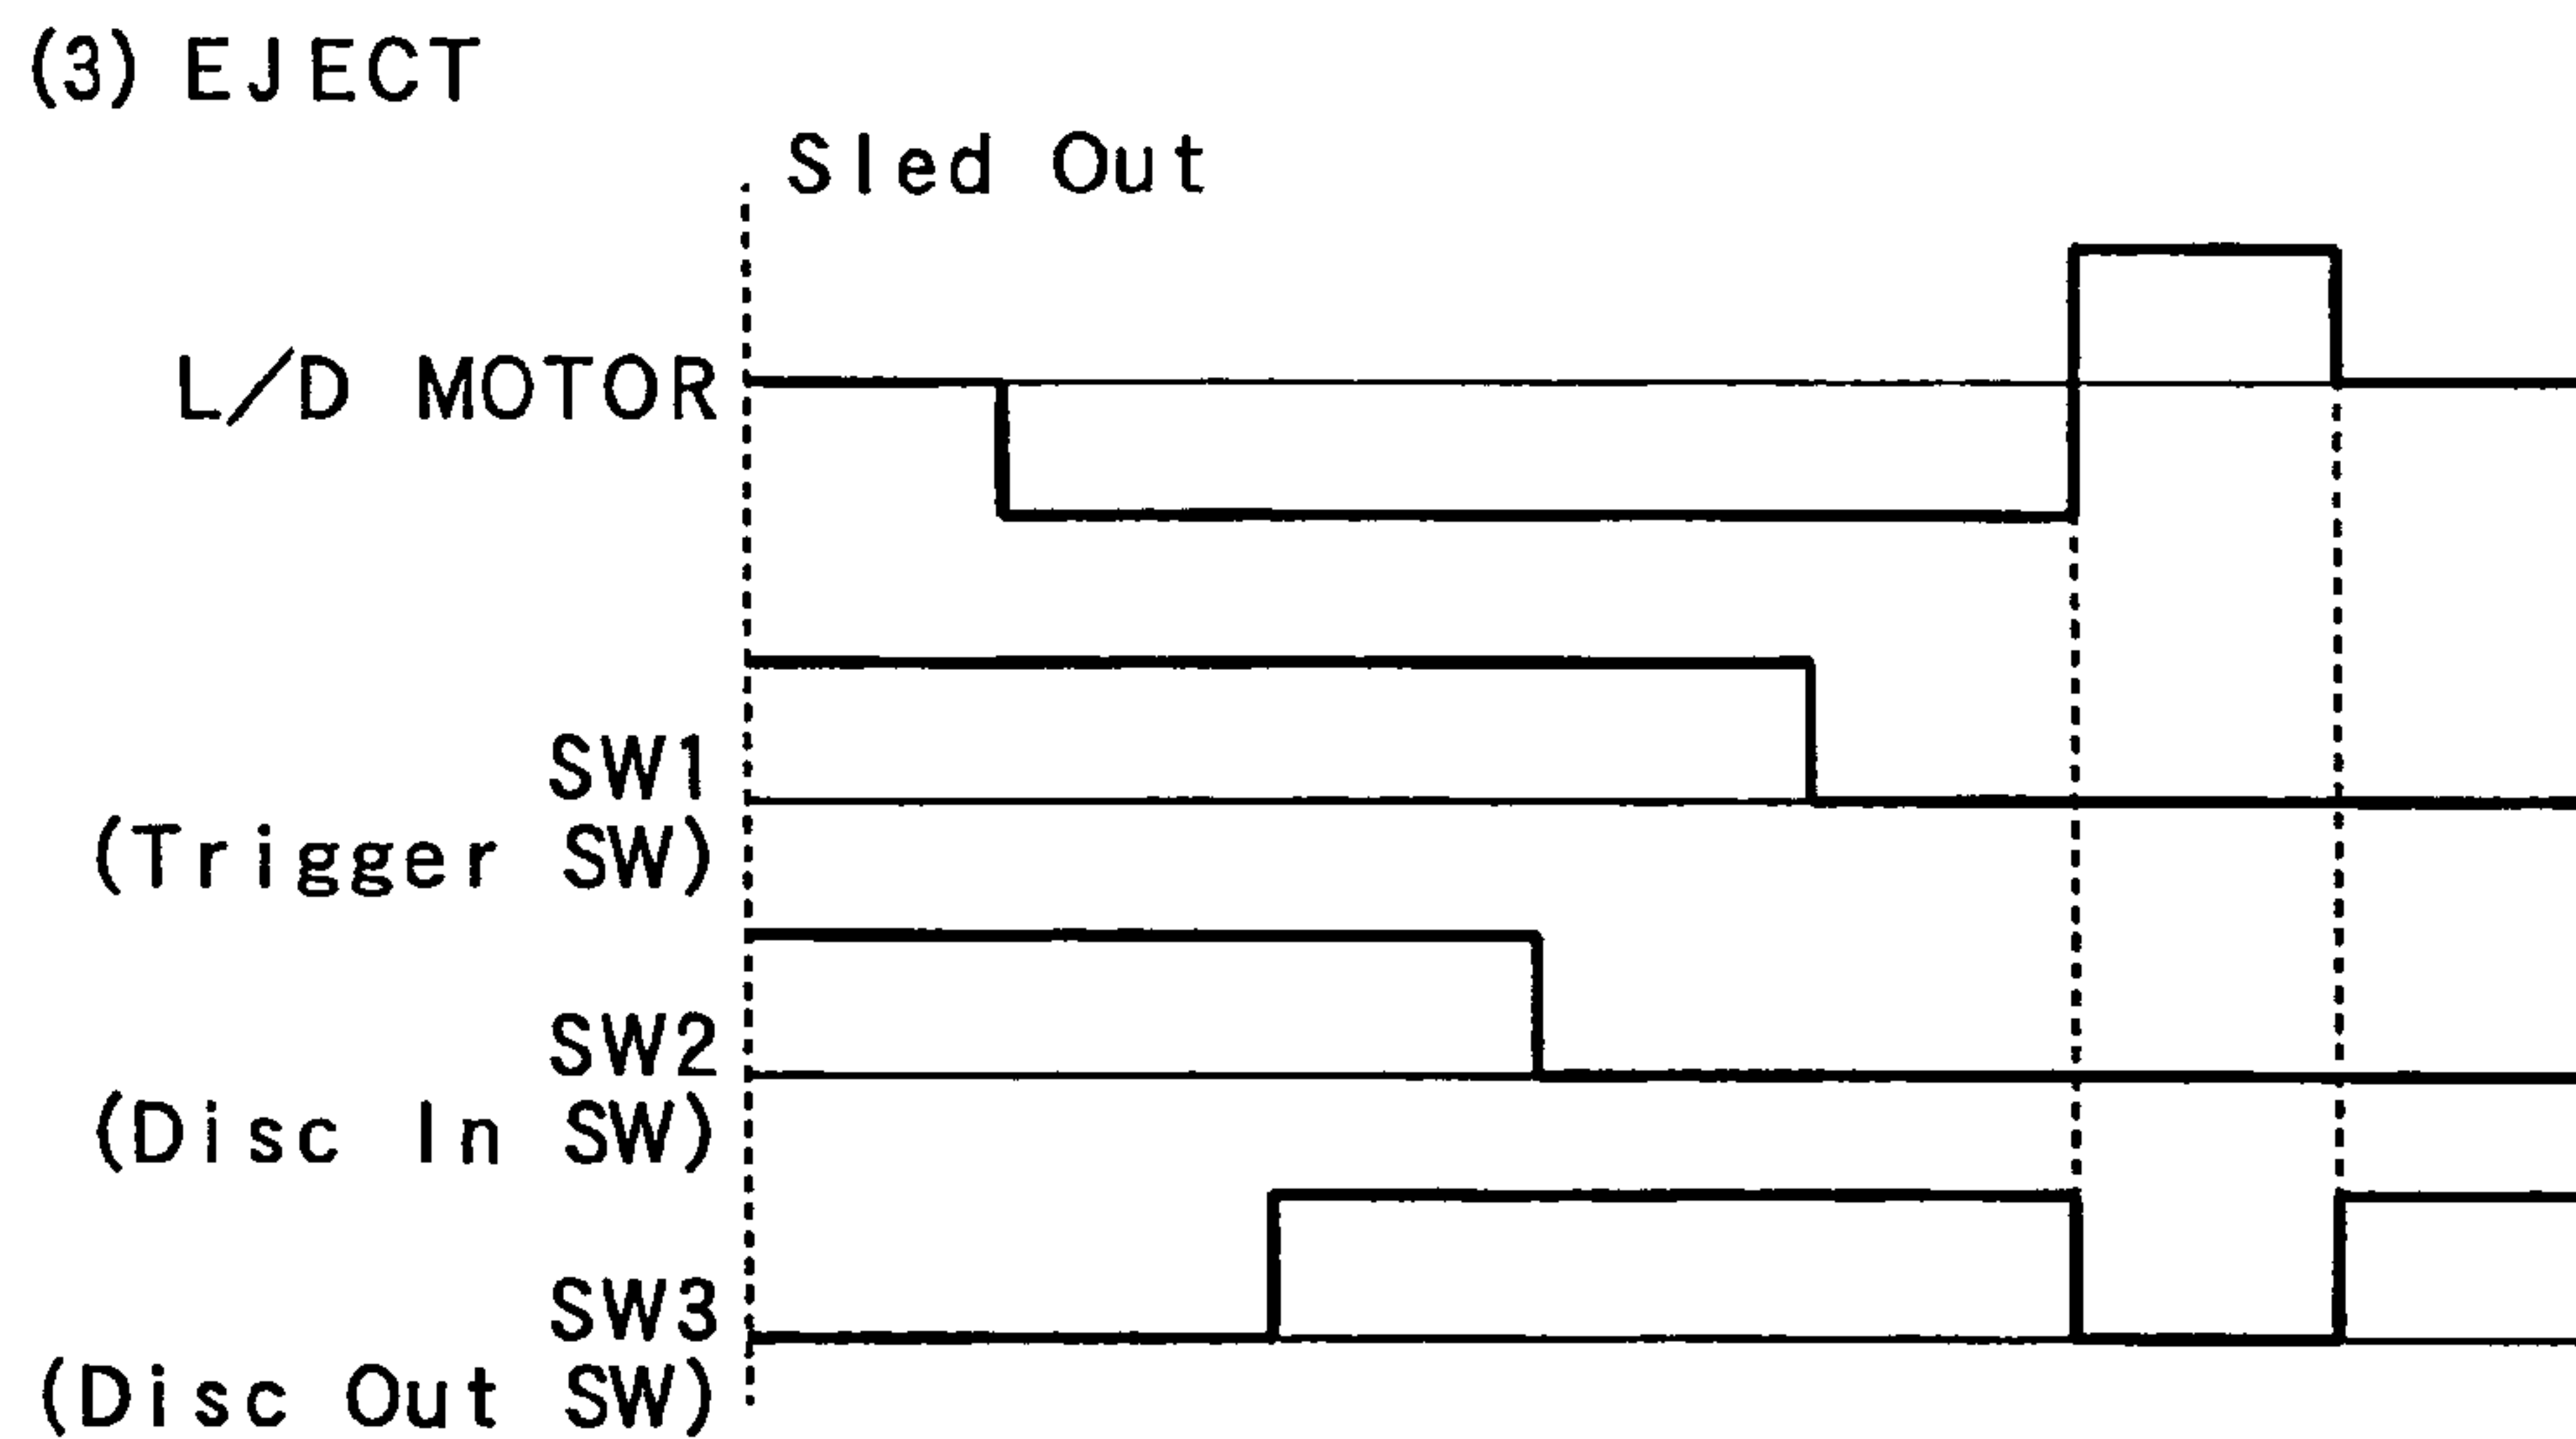 (3) EJECT
Sled Out
L/D MOTOR
SW1
(Trigger SW)
SW2
(Disc In SW)
SW3
(Disc Out SW)